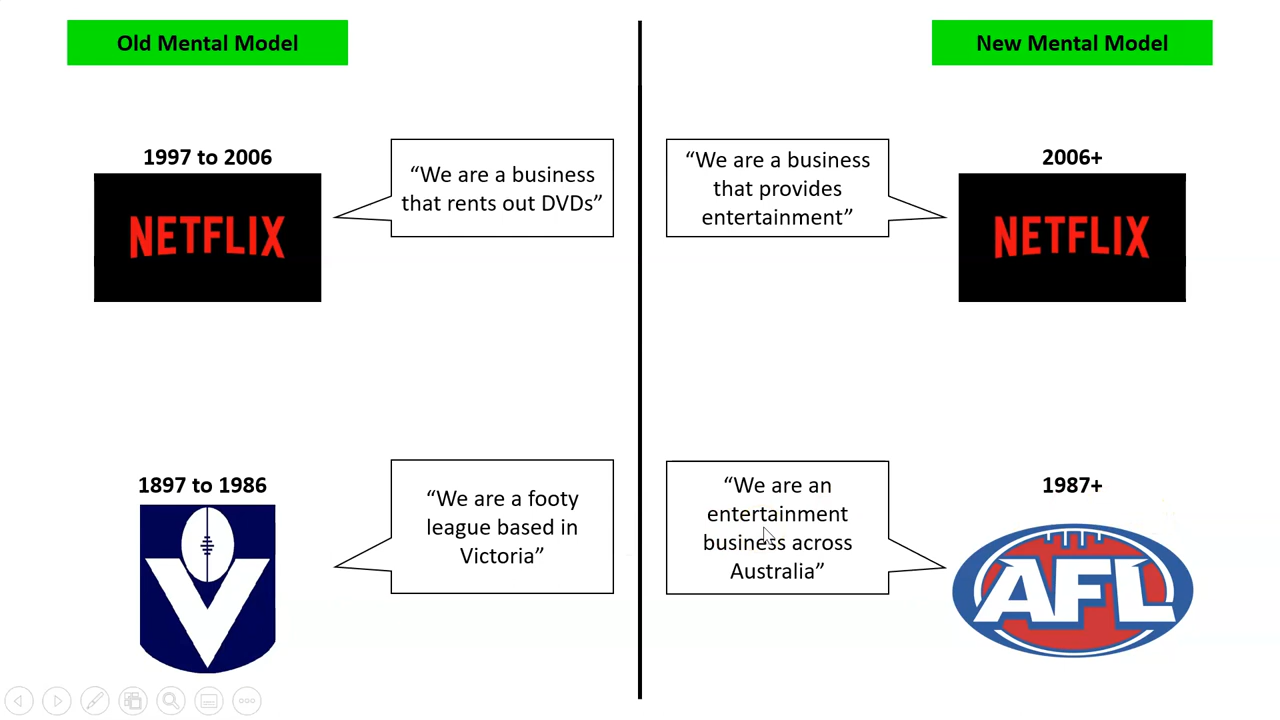 Old Mental Model
New Mental Model
1997 to 2006
NETFLIX
“We are a business
that rents out DVDs”
“We are a business
that provides
entertainment”
2006+
NETFLIX
1897 to 1986
V
“We are a footy
league based in
Victoria”
“We are an
entertainment
business across
Australia”
1987+
AFL